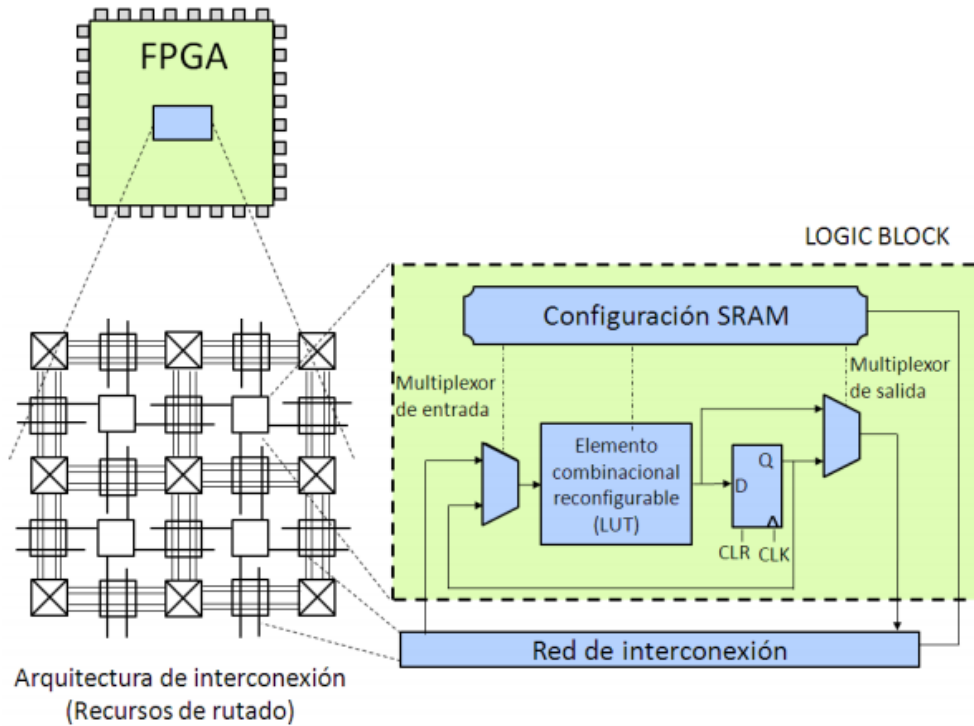 FPGA
LOGIC BLOCK
Configuración SRAM
Multiplexor
de entrada
Multiplexor
de salida
Elemento
combinacional
reconfigurable
(LUT)
Q
D
CLR
CLK
Red de interconexión
Arquitectura de interconexión
(Recursos de rutado)